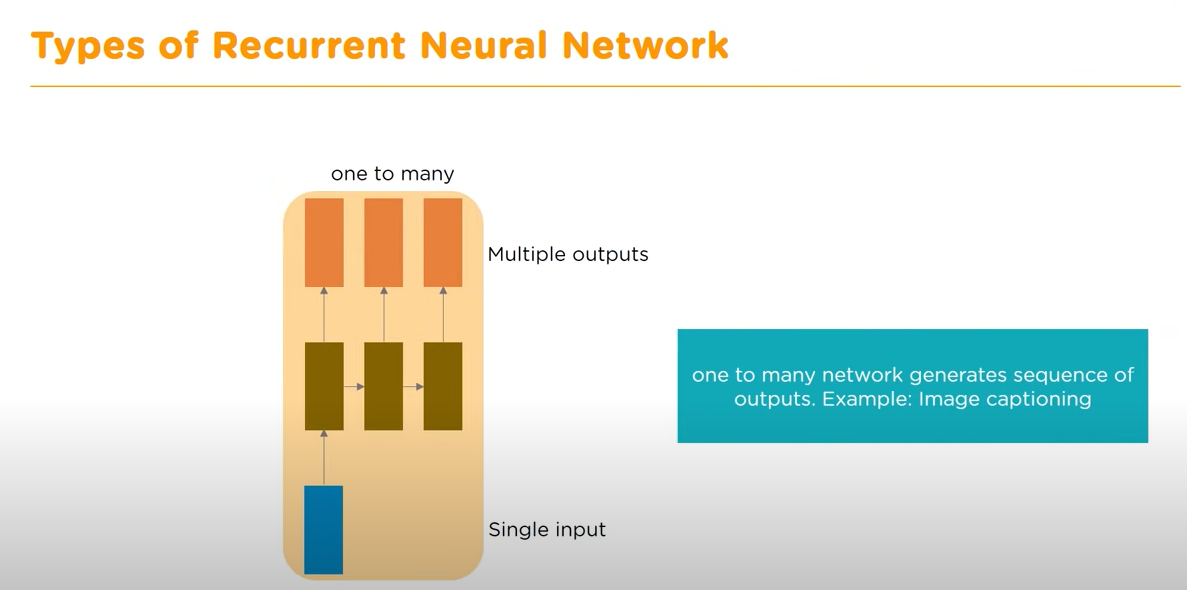 Types of Recurrent Neural Network
one to many
Multiple outputs
one to many network generates sequence of
outputs. Example: Image captioning
Single input